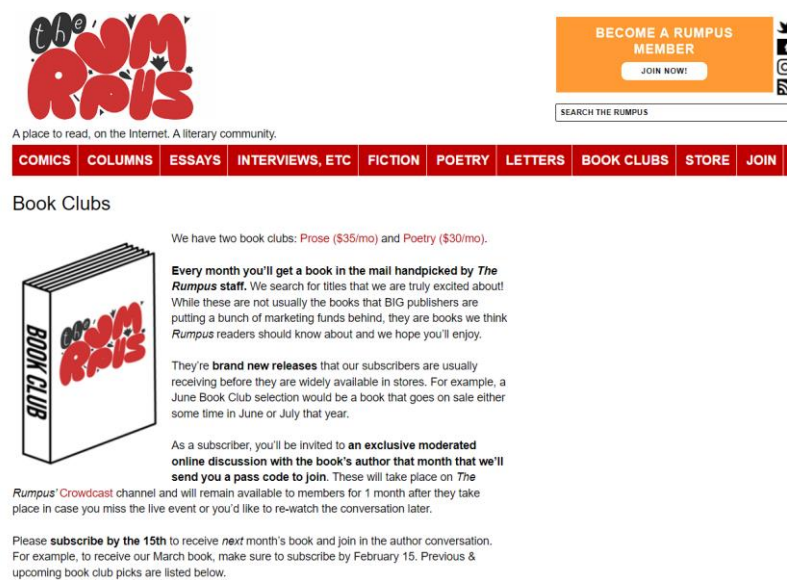 the RUMPUS
BECOME A RUMPUS
MEMBER
JOIN NOW!
SEARCH THE RUMPUS
A place to read, on the Internet. A literary community.
COMICS COLUMNS ESSAYS INTERVIEWS, ETC FICTION POETRY LETTERS BOOK CLUBS STORE JOIN
Book Clubs
BOOK CLUB
the RUMPUS
We have two book clubs: Prose ($35/mo) and Poetry ($30/mo).
Every month you’ll get a book in the mail handpicked by The
Rumpus staff. We search for titles that we are truly excited about!
While these are not usually the books that BIG publishers are
putting a bunch of marketing funds behind, they are books we think
Rumpus readers should know about and we hope you’ll enjoy.
They’re brand new releases that our subscribers are usually
receiving before they are widely available in stores. For example, a
June Book Club selection would be a book that goes on sale either
some time in June or July that year.
As a subscriber, you’ll be invited to an exclusive moderated
online discussion with the book’s author that month that we’ll
send you a pass code to join. These will take place on The
Rumpus’ Crowdcast channel and will remain available to members for 1 month after they take
place in case you miss the live event or you’d like to re-watch the conversation later.
Please subscribe by the 15th to receive next month’s book and join in the author conversation.
For example, to receive our March book, make sure to subscribe by February 15. Previous &
upcoming book club picks are listed below.